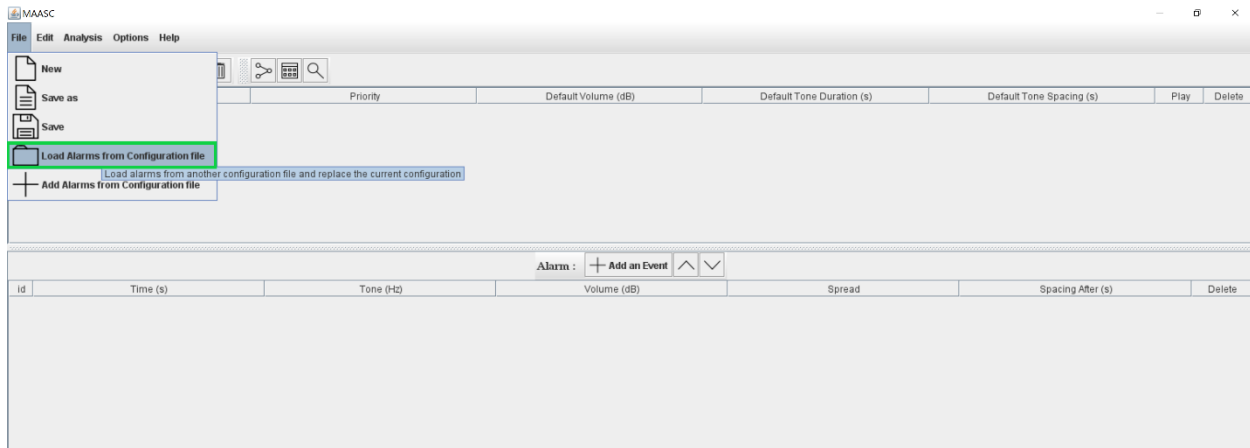 MAASC
File Edit Analysis Options Help
New
Save as
Save
Load Alarms from Configuration file
Load alarms from another configuration file and replace the current configuration
Add Alarms from Configuration file
Priority Default Volume (dB) Default Tone Duration (s) Default Tone Spacing (s) Play Delete
Alarm : Add an Event
id Time (s) Tone (Hz) Volume (dB) Spread Spacing After (s) Delete